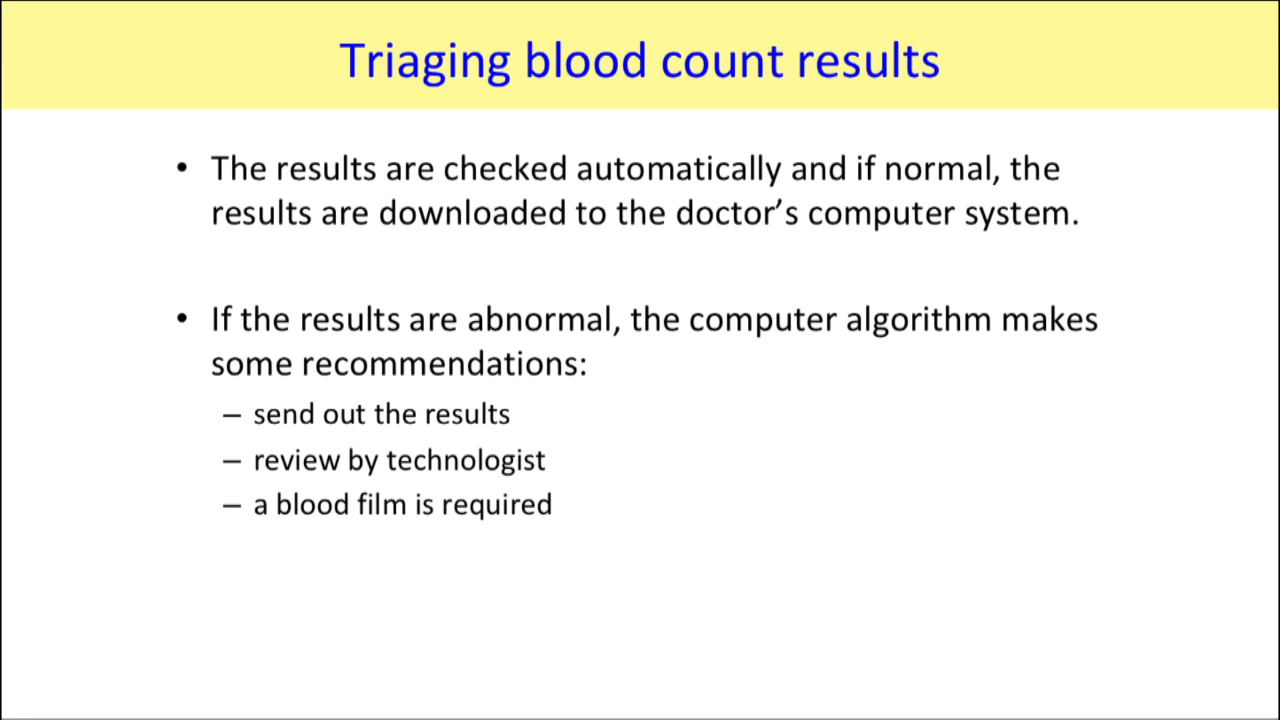 Triaging blood count results
• The results are checked automatically and if normal, the
results are downloaded to the doctor’s computer system.
• If the results are abnormal, the computer algorithm makes
some recommendations:
– send out the results
– review by technologist
– a blood film is required